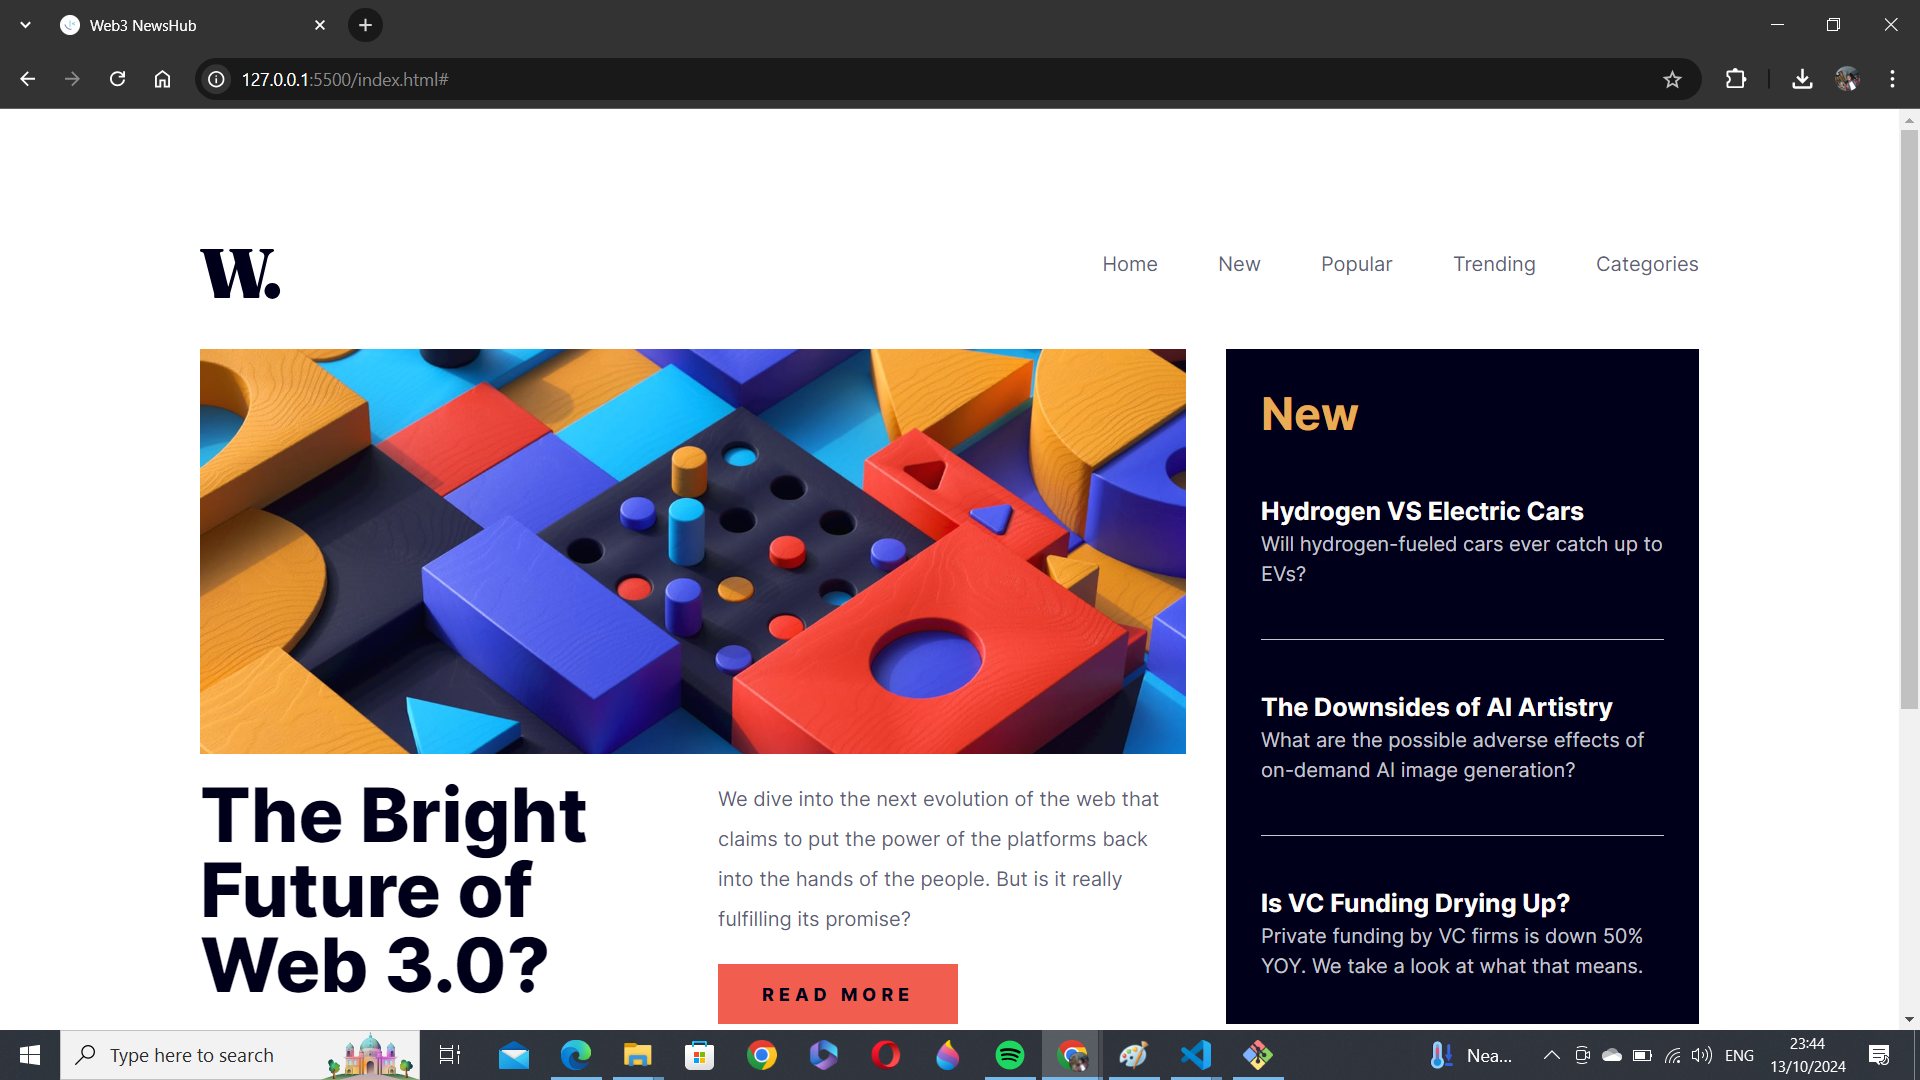 Web3 NewsHub
127.0.0.1:5500/index.html#
W.
Home New Popular Trending Categories
New
Hydrogen VS Electric Cars
Will hydrogen-fueled cars ever catch up to
EVs?
The Downsides of AI Artistry
What are the possible adverse effects of
on-demand AI image generation?
Is VC Funding Drying Up?
Private funding by VC firms is down 50%
YOY. We take a look at what that means.
The Bright
Future of
Web 3.0?
We dive into the next evolution of the web that
claims to put the power of the platforms back
into the hands of the people. But is it really
fulfilling its promise?
READ MORE
Type here to search
Nea...
ENG
23:44
13/10/2024